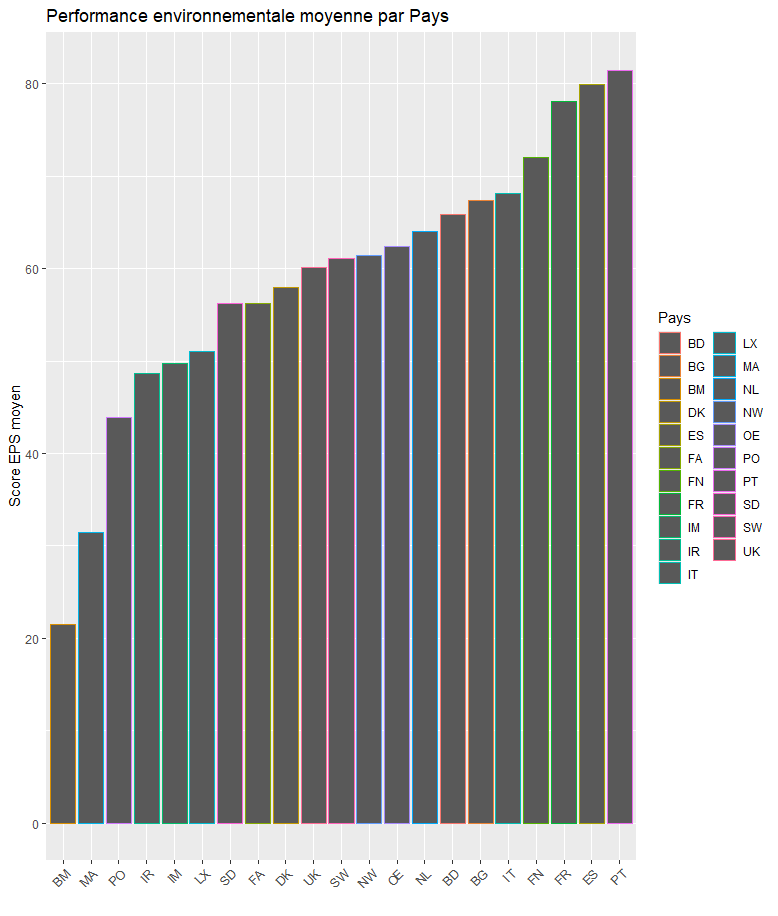 Performance environnementale moyenne par Pays
Score EPS moyen
80
60
40
20
0
BM MA PO IR IM LX SD FA DK UK SW NW OE NL BD BG IT FN FR ES PT
Pays
BD LX
BG MA
BM NL
DK NW
ES OE
FA PO
FN PT
FR SD
IM SW
IR UK
IT